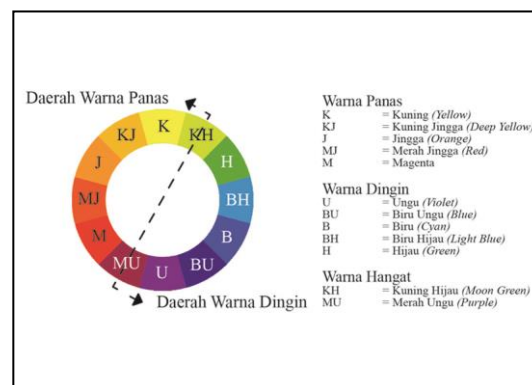 Daerah Warna Panas
K
KH
H
BH
B
BU
U
MU
M
MJ
J
KJ
Daerah Warna Dingin
Warna Panas
K = Kuning (Yellow)
KJ = Kuning Jingga (Deep Yellow)
J = Jingga (Orange)
MJ = Merah Jingga (Red)
M = Magenta
Warna Dingin
U = Ungu (Violet)
BU = Biru Ungu (Blue)
B = Biru (Cyan)
BH = Biru Hijau (Light Blue)
H = Hijau (Green)
Warna Hangat
KH = Kuning Hijau (Moon Green)
MU = Merah Ungu (Purple)